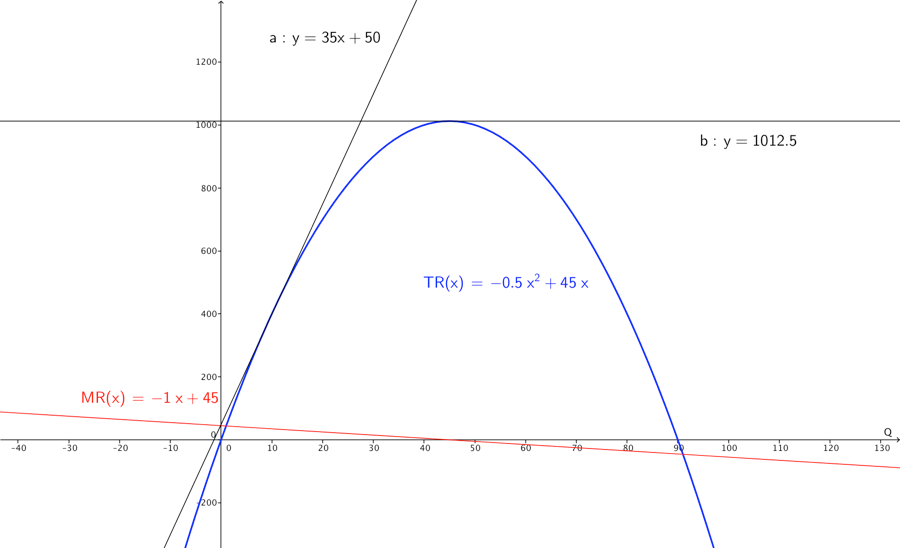 a : y = 35x + 50
1200
1000
b : y = 1012.5
800
600
TR(x) = −0.5 x² + 45 x
400
200
MR(x) = −1 x + 45
0
Q
-40 -30 -20 -10 0 10 20 30 40 50 60 70 80 90 100 110 120 130
-200